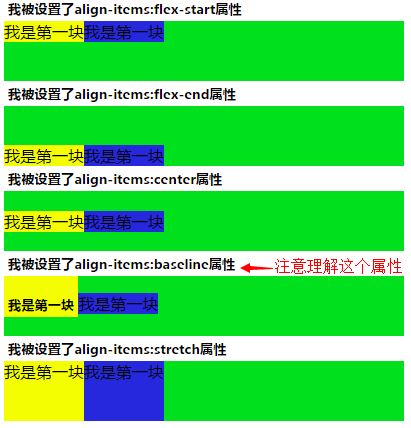 我被设置了align-items:flex-start属性
我是第一块我是第一块
我被设置了align-items:flex-end属性
我是第一块我是第一块
我被设置了align-items:center属性
我是第一块我是第一块
我被设置了align-items:baseline属性 注意理解这个属性
我是第一块 我是第一块
我被设置了align-items:stretch属性
我是第一块我是第一块